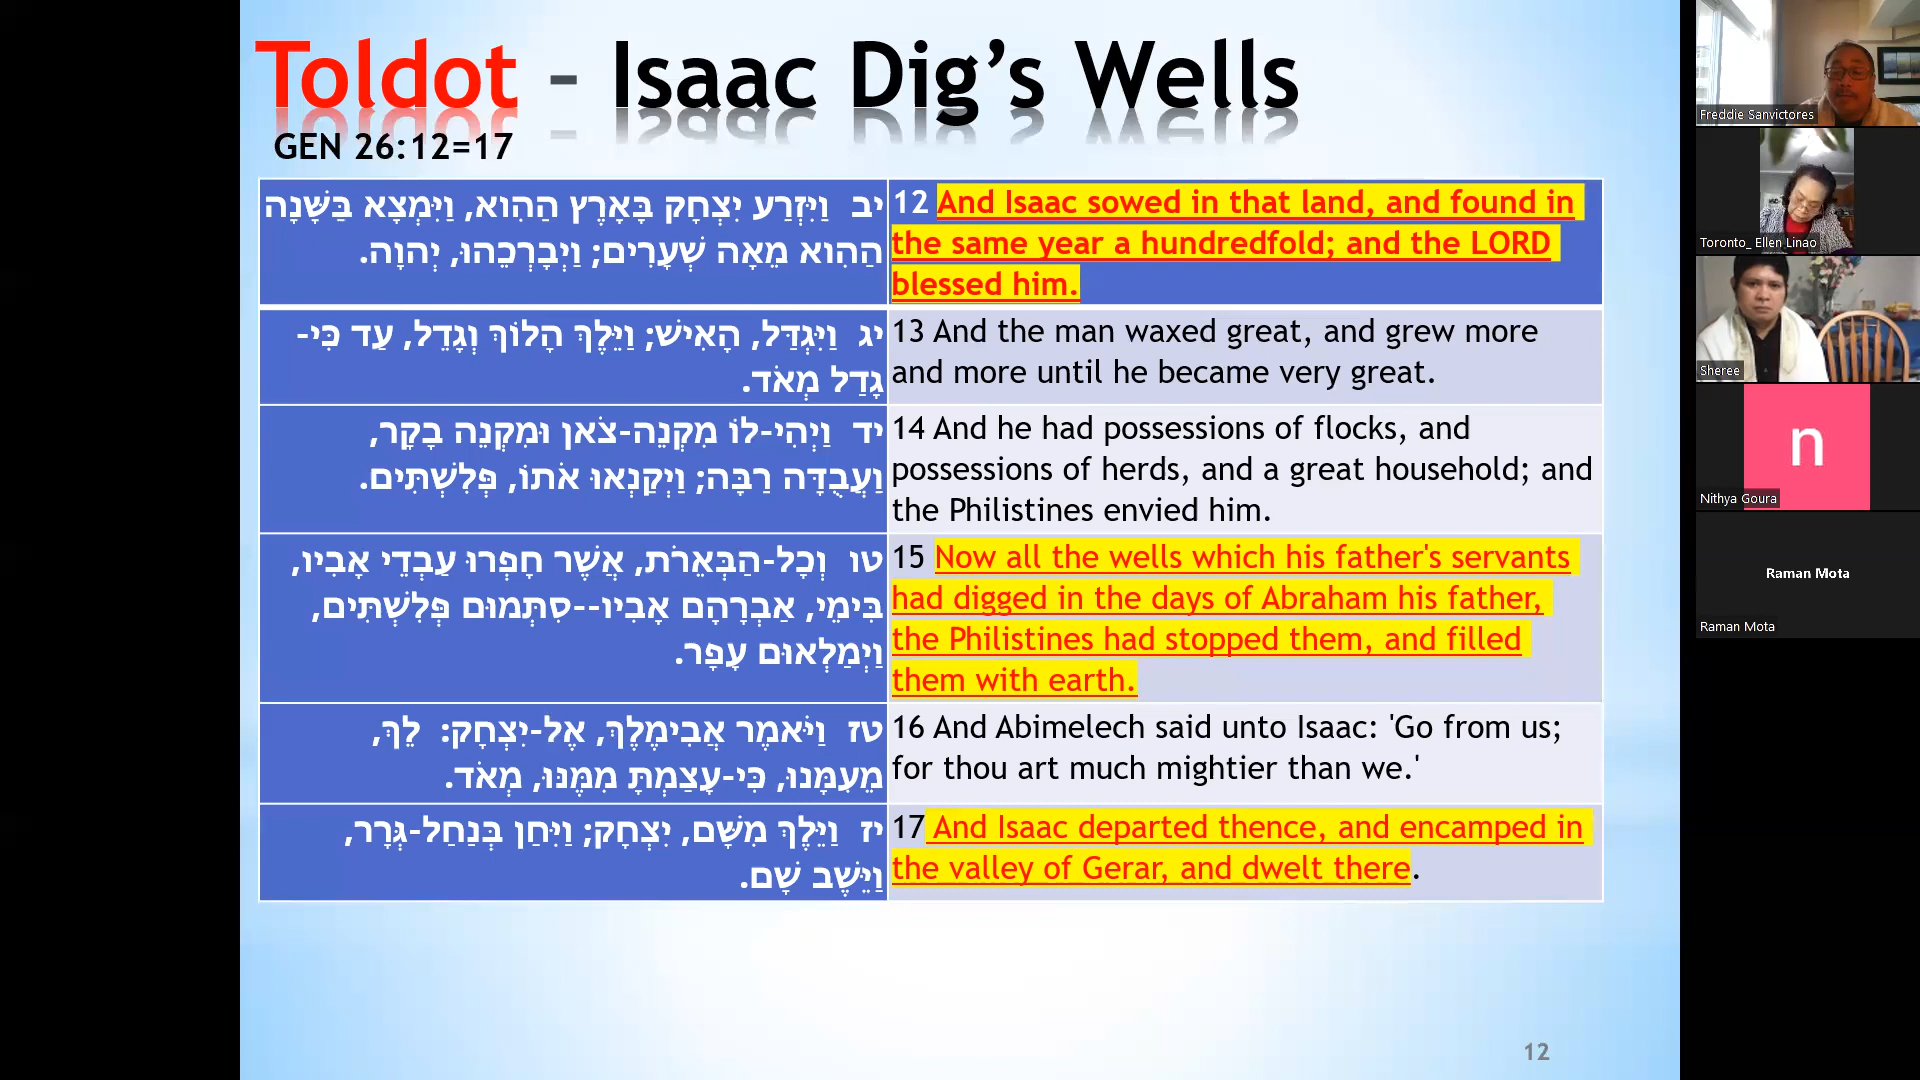 Toldot - Isaac Dig’s Wells
GEN 26:12=17
יב וַיִּזְרַע יִצְחָק בָּאָרֶץ הַהִוא, וַיִּמְצָא בַּשָּׁנָה
הַהִוא מֵאָה שְׁעָרִים; וַיְבָרְכֵהוּ, יְהוָה.
12 And Isaac sowed in that land, and found in
the same year a hundredfold; and the LORD
blessed him.
יג וַיִּגְדַּל, הָאִישׁ; וַיֵּלֶךְ הָלוֹךְ וְגָדֵל, עַד כִּי-
גָדַל מְאֹד.
13 And the man waxed great, and grew more
and more until he became very great.
יד וַיְהִי-לוֹ מִקְנֵה-צֹאן וּמִקְנֵה בָקָר,
וַעֲבֻדָּה רַבָּה; וַיְקַנְאוּ אֹתוֹ, פְּלִשְׁתִּים.
14 And he had possessions of flocks, and
possessions of herds, and a great household; and
the Philistines envied him.
טו וְכָל-הַבְּאֵרֹת, אֲשֶׁר חָפְרוּ עַבְדֵי אָבִיו,
בִּימֵי, אַבְרָהָם אָבִיו--סִתְּמוּם פְּלִשְׁתִּים,
וַיְמַלְאוּם עָפָר.
15 Now all the wells which his father's servants
had digged in the days of Abraham his father,
the Philistines had stopped them, and filled
them with earth.
טז וַיֹּאמֶר אֲבִימֶלֶךְ, אֶל-יִצְחָק: לֵךְ,
מֵעִמָּנוּ, כִּי-עָצַמְתָּ מִמֶּנּוּ, מְאֹד.
16 And Abimelech said unto Isaac: 'Go from us;
for thou art much mightier than we.'
יז וַיֵּלֶךְ מִשָּׁם, יִצְחָק; וַיִּחַן בְּנַחַל-גְּרָר,
וַיֵּשֶׁב שָׁם.
17 And Isaac departed thence, and encamped in
the valley of Gerar, and dwelt there.
12
Freddie Sanvictores
Toronto_ Ellen Linao
Sheree
n
Nithya Goura
Raman Mota
Raman Mota